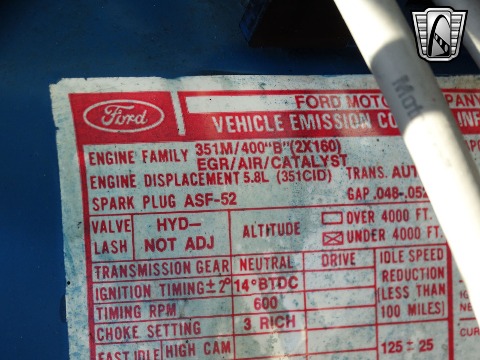 Ford
FORD MOTOR COMPANY
VEHICLE EMISSION CO
ENGINE FAMILY 351M/400"B"(2X160)
EGR/AIR/CATALYST
ENGINE DISPLACEMENT 5.8L (351CID) TRANS. AUT
SPARK PLUG ASF-52 GAP .048-.052
VALVE LASH HYD- NOT ADJ ALTITUDE OVER 4000 FT.
UNDER 4000 FT.
TRANSMISSION GEAR NEUTRAL DRIVE IDLE SPEED
REDUCTION
IGNITION TIMING ± 2° 14° BTDC (LESS THAN
TIMING RPM 600 100 MILES)
CHOKE SETTING 3 RICH
FAST IDLE HIGH CAM 125 ± 25